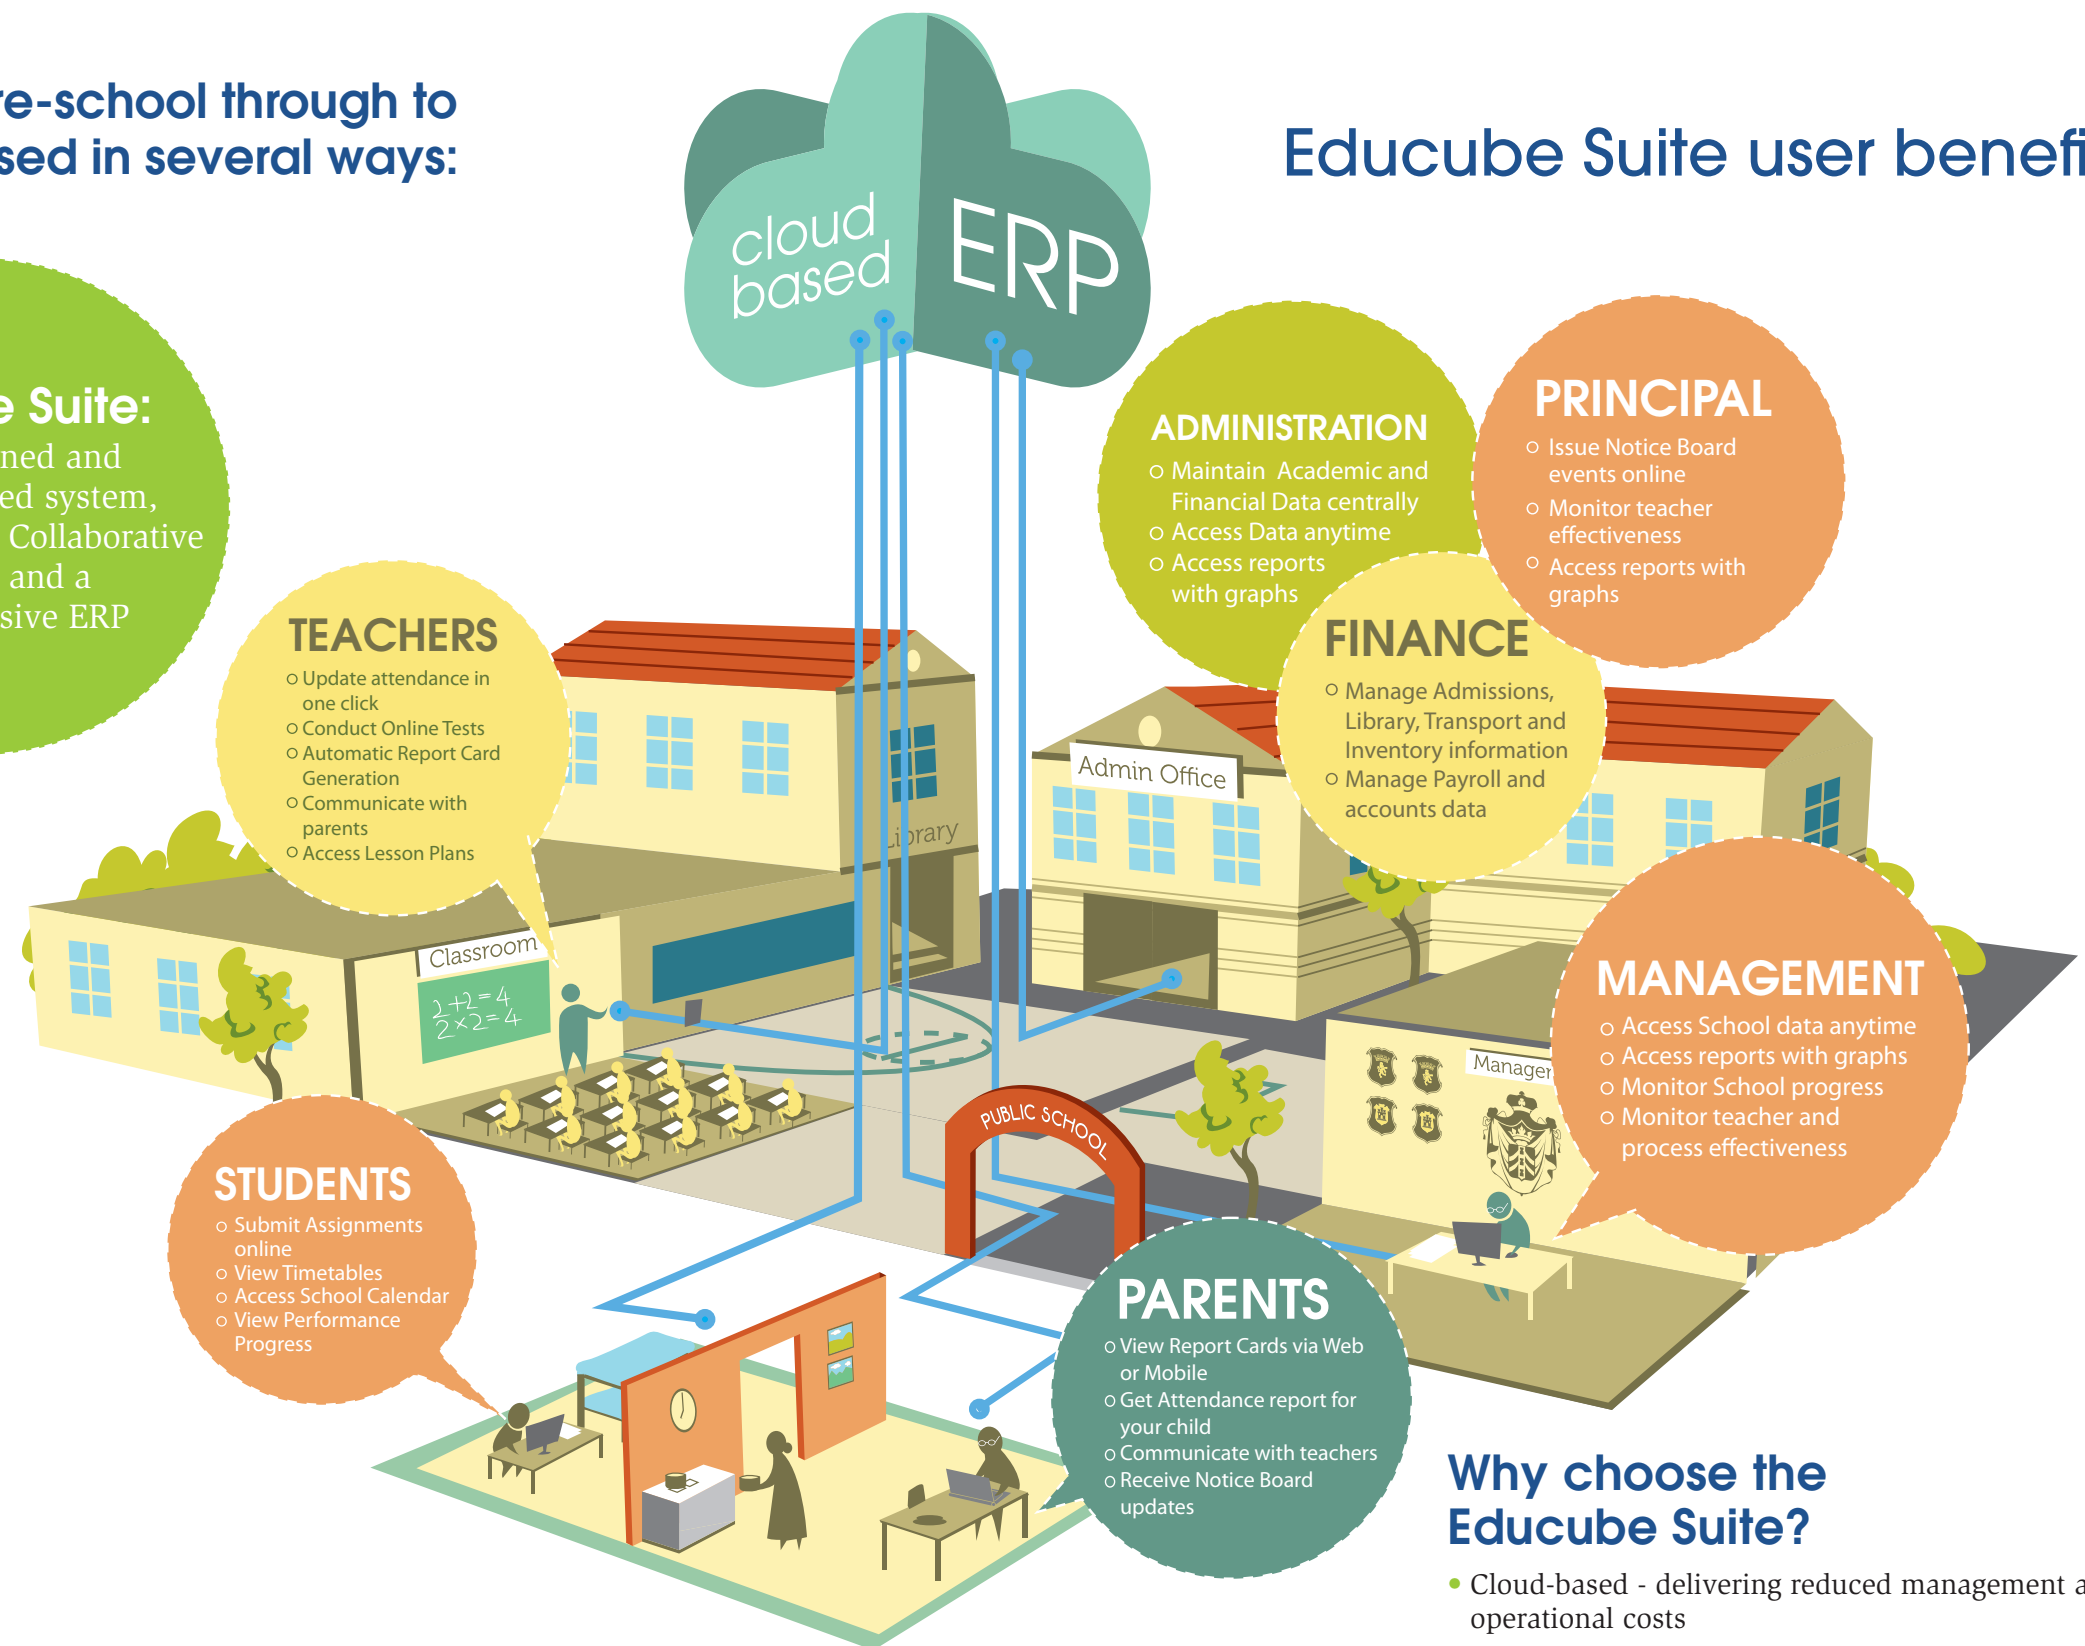 re-school through to
sed in several ways:
Educube Suite user benefi
cloud
based
ERP
e Suite:
ned and
ed system,
Collaborative
and a
sive ERP
ADMINISTRATION
Maintain Academic and
Financial Data centrally
Access Data anytime
Access reports
with graphs
PRINCIPAL
Issue Notice Board
events online
Monitor teacher
effectiveness
Access reports with
graphs
TEACHERS
Update attendance in
one click
Conduct Online Tests
Automatic Report Card
Generation
Communicate with
parents
Access Lesson Plans
FINANCE
Manage Admissions,
Library, Transport and
Inventory information
Manage Payroll and
accounts data
Admin Office
Library
Classroom
2+2=4
2×2=4
MANAGEMENT
Access School data anytime
Access reports with graphs
Monitor School progress
Monitor teacher and
process effectiveness
Manager
PUBLIC SCHOOL
STUDENTS
Submit Assignments
online
View Timetables
Access School Calendar
View Performance
Progress
PARENTS
View Report Cards via Web
or Mobile
Get Attendance report for
your child
Communicate with teachers
Receive Notice Board
updates
Why choose the
Educube Suite?
• Cloud-based - delivering reduced management a
operational costs